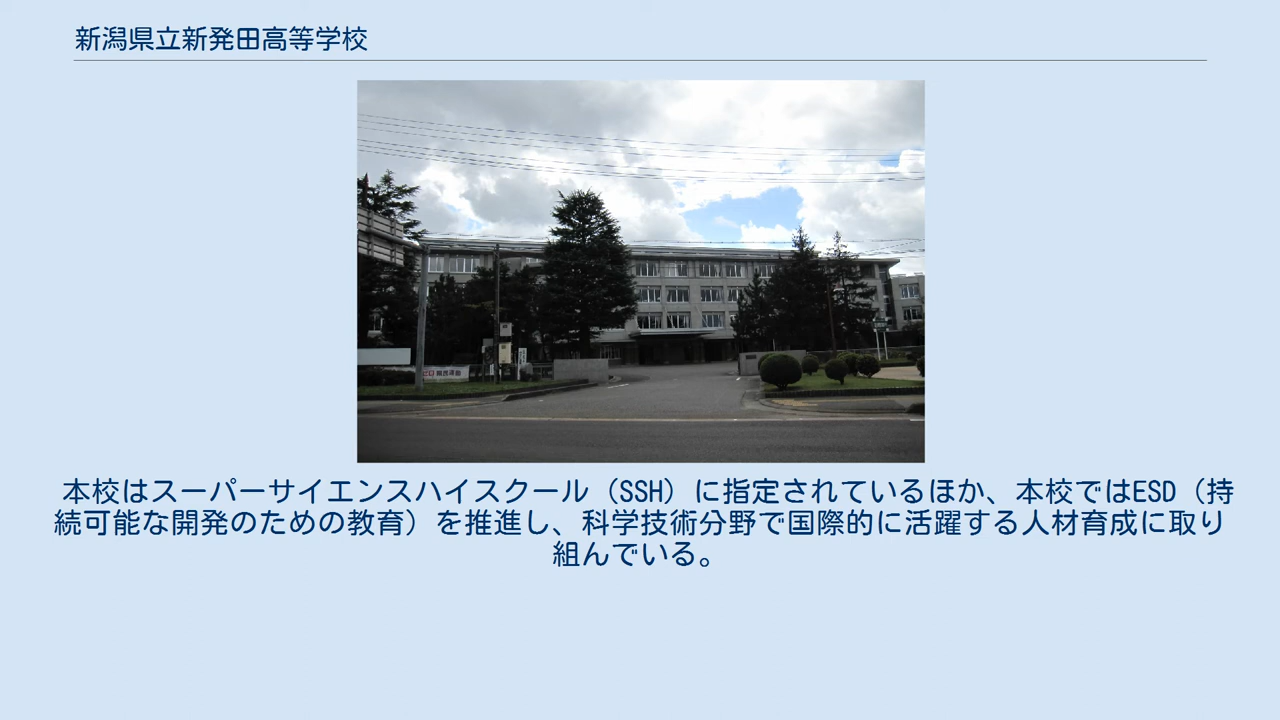 新潟県立新発田高等学校
本校はスーパーサイエンスハイスクール（SSH）に指定されているほか、本校ではESD（持
続可能な開発のための教育）を推進し、科学技術分野で国際的に活躍する人材育成に取り
組んでいる。